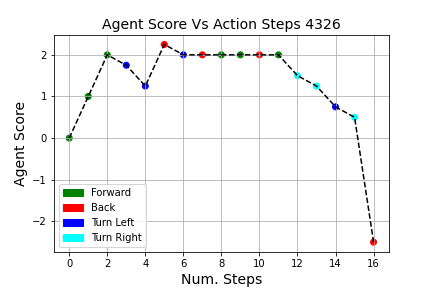 Agent Score Vs Action Steps 4326
Agent Score
2
1
0
−1
−2
Forward
Back
Turn Left
Turn Right
0 2 4 6 8 10 12 14 16
Num. Steps